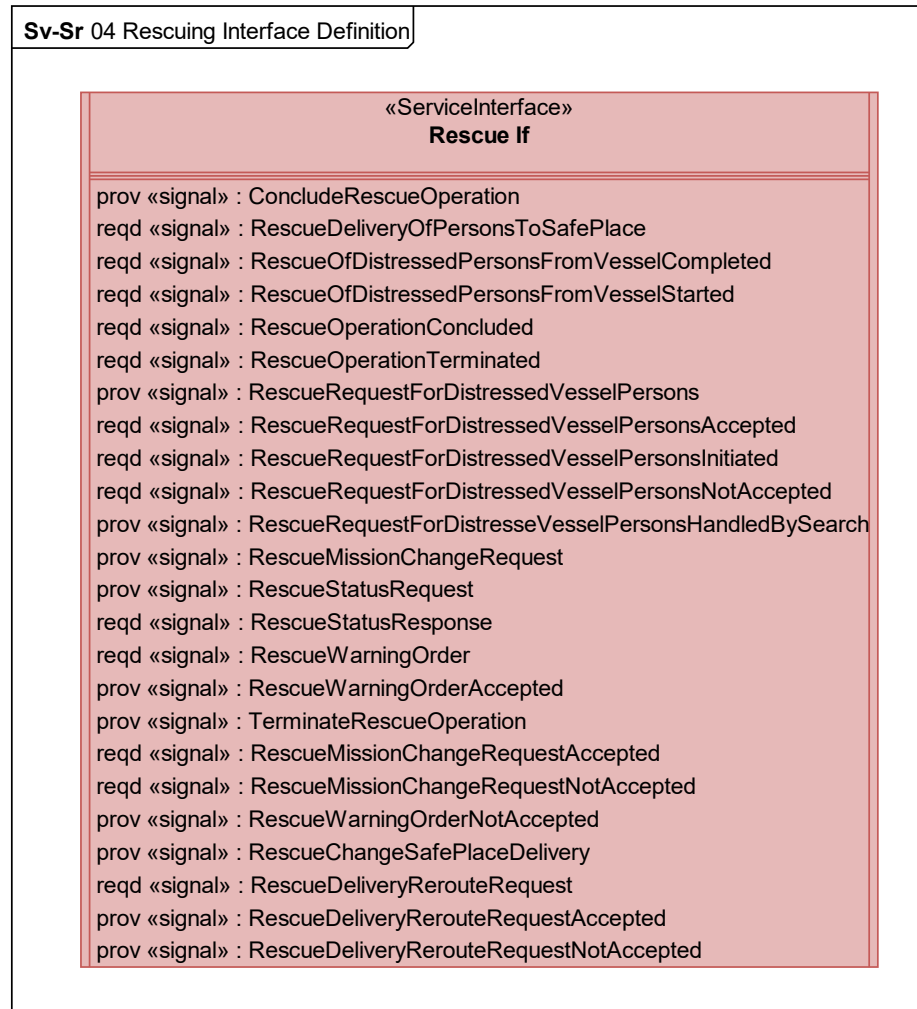 Sv-Sr 04 Rescuing Interface Definition
«ServiceInterface»
Rescue If
prov «signal» : ConcludeRescueOperation
reqd «signal» : RescueDeliveryOfPersonsToSafePlace
reqd «signal» : RescueOfDistressedPersonsFromVesselCompleted
reqd «signal» : RescueOfDistressedPersonsFromVesselStarted
reqd «signal» : RescueOperationConcluded
reqd «signal» : RescueOperationTerminated
prov «signal» : RescueRequestForDistressedVesselPersons
reqd «signal» : RescueRequestForDistressedVesselPersonsAccepted
reqd «signal» : RescueRequestForDistressedVesselPersonsInitiated
reqd «signal» : RescueRequestForDistressedVesselPersonsNotAccepted
prov «signal» : RescueRequestForDistresseVesselPersonsHandledBySearch
prov «signal» : RescueMissionChangeRequest
prov «signal» : RescueStatusRequest
reqd «signal» : RescueStatusResponse
reqd «signal» : RescueWarningOrder
prov «signal» : RescueWarningOrderAccepted
prov «signal» : TerminateRescueOperation
reqd «signal» : RescueMissionChangeRequestAccepted
reqd «signal» : RescueMissionChangeRequestNotAccepted
prov «signal» : RescueWarningOrderNotAccepted
prov «signal» : RescueChangeSafePlaceDelivery
reqd «signal» : RescueDeliveryRerouteRequest
prov «signal» : RescueDeliveryRerouteRequestAccepted
prov «signal» : RescueDeliveryRerouteRequestNotAccepted